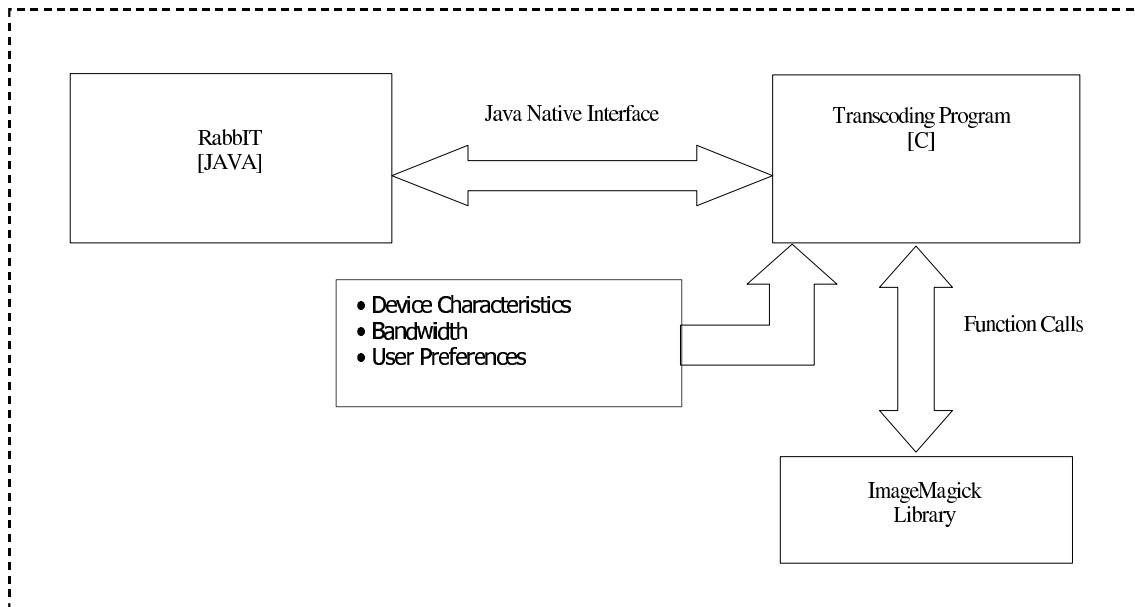 RabbIT
[JAVA]
Java Native Interface
Transcoding Program
[C]
• Device Characteristics
• Bandwidth
• User Preferences
Function Calls
ImageMagick
Library